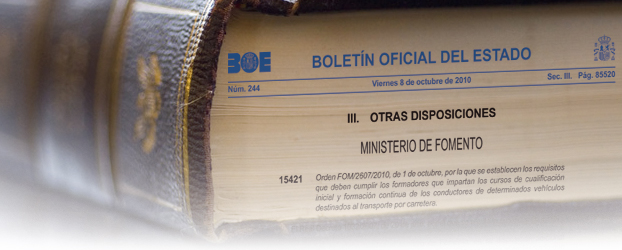 BOE
BOLETÍN OFICIAL DEL ESTADO
Núm. 244
Viernes 8 de octubre de 2010
Sec. III. Pág. 85520
III. OTRAS DISPOSICIONES
MINISTERIO DE FOMENTO
15421
Orden FOM/2607/2010, de 1 de octubre, por la que se establecen los requisitos
que deben cumplir los formadores que impartan los cursos de cualificación
inicial y formación continua de los conductores de determinados vehículos
destinados al transporte por carretera.